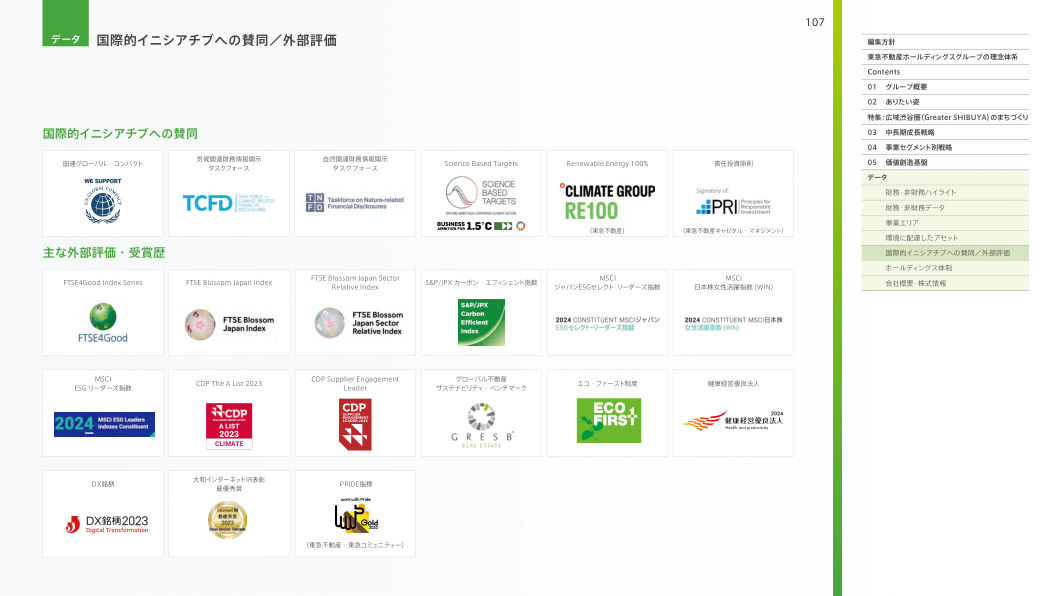 107
データ
国際的イニシアチブへの賛同／外部評価
国際的イニシアチブへの賛同
国連グローバル・コンパクト
WE SUPPORT
気候関連財務情報開示
タスクフォース
TCFD
TASK FORCE ON
CLIMATE-RELATED
FINANCIAL
DISCLOSURES
自然関連財務情報開示
タスクフォース
TN
FD
Taskforce on Nature-related
Financial Disclosures
Science Based Targets
SCIENCE
BASED
TARGETS
DRIVING AMBITIOUS CORPORATE CLIMATE ACTION
BUSINESS
AMBITION FOR 1.5°C
Renewable Energy 100%
°CLIMATE GROUP
RE100
（東急不動産）
責任投資原則
Signatory of:
PRI Principles for
Responsible
Investment
（東急不動産キャピタル・マネジメント）
主な外部評価・受賞歴
FTSE4Good Index Series
FTSE4Good
FTSE Blossom Japan Index
FTSE Blossom
Japan Index
FTSE Blossom Japan Sector
Relative Index
FTSE Blossom
Japan Sector
Relative Index
S&P/JPX カーボン・エフィシェント指数
S&P/JPX
Carbon
Efficient
Index
MSCI
ジャパンESGセレクト・リーダーズ指数
2024 CONSTITUENT MSCIジャパン
ESGセレクト・リーダーズ指数
MSCI
日本株女性活躍指数 (WIN)
2024 CONSTITUENT MSCI日本株
女性活躍指数 (WIN)
MSCI
ESG リーダーズ指数
2024 MSCI ESG Leaders
Indexes Constituent
CDP The A List 2023
CDP
A LIST
2023
CLIMATE
CDP Supplier Engagement
Leader
CDP
SUPPLIER
ENGAGEMENT
LEADER 2023
グローバル不動産
サステナビリティ・ベンチマーク
GRESB
REAL ESTATE
エコ・ファースト制度
ECO
FIRST
健康経営優良法人
2024
健康経営優良法人
Health and productivity
DX銘柄
DX銘柄2023
Digital Transformation
大和インターネットIR表彰
最優秀賞
Internet IR
最優秀賞
2023
PRIDE指標
work with Pride
Gold
（東急不動産・東急コミュニティー）
編集方針
東急不動産ホールディングスグループの理念体系
Contents
01 グループ概要
02 ありたい姿
特集：広域渋谷圏（Greater SHIBUYA）のまちづくり
03 中長期成長戦略
04 事業セグメント別戦略
05 価値創造基盤
データ
財務・非財務ハイライト
財務・非財務データ
事業エリア
環境に配慮したアセット
国際的イニシアチブへの賛同／外部評価
ホールディングス体制
会社概要・株式情報